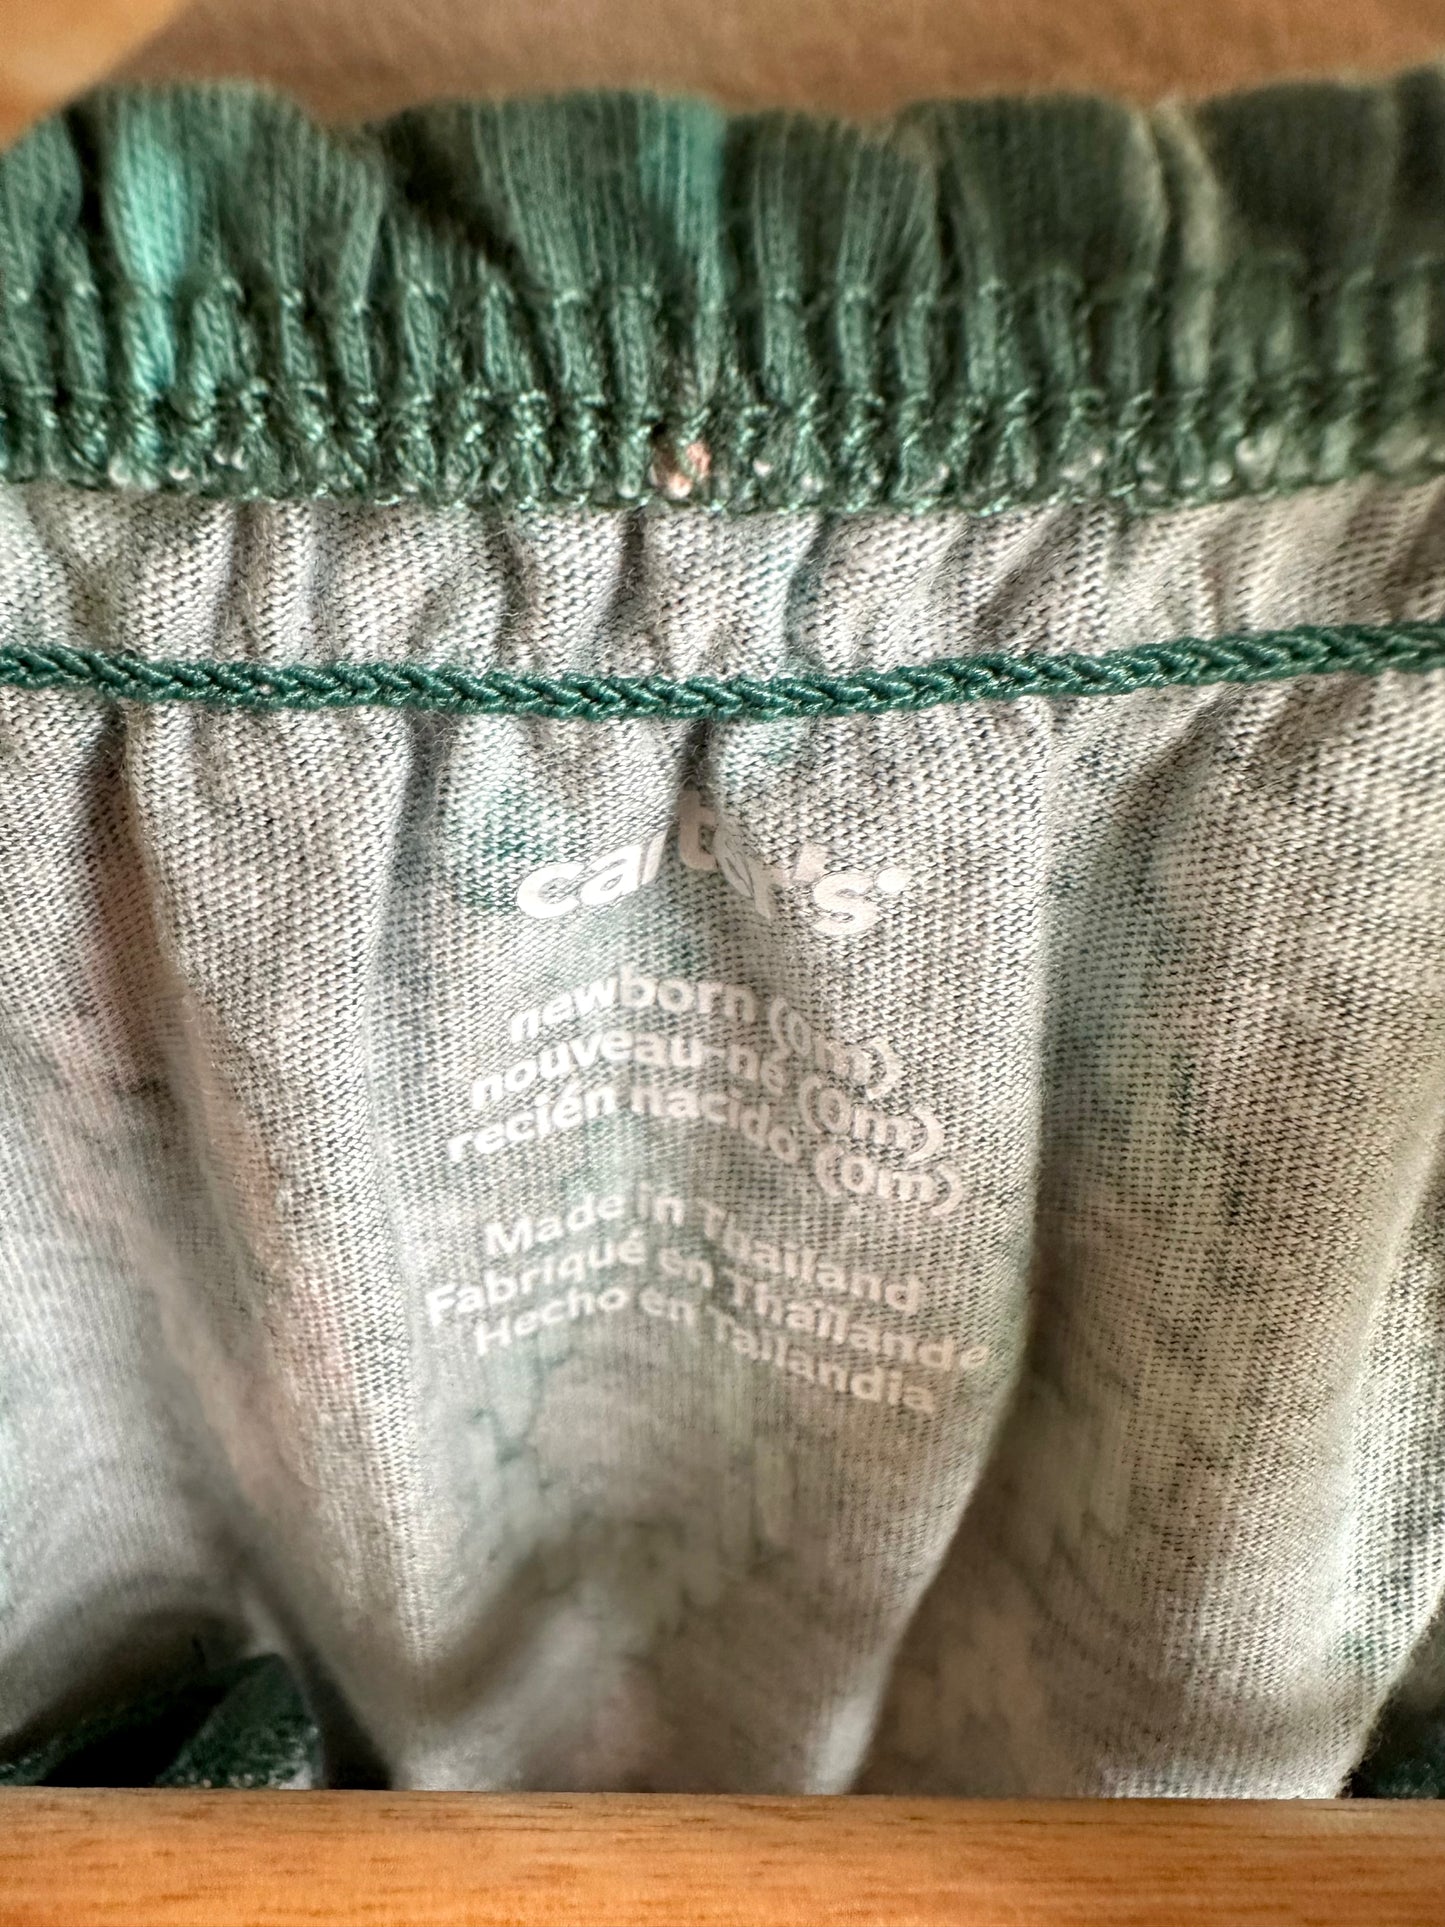 carter's
newborn (0m)
nouveau-né (0m)
recién nacido (0m)
Made in Thailand
Fabriqué en Thaïlande
Hecho en Tailandia